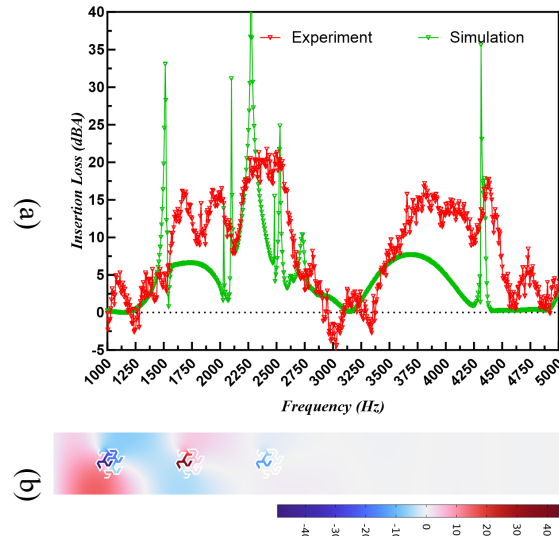 40
35
30
25
20
15
10
5
0
-5
Insertion Loss (dBA)
Experiment
Simulation
1000 1250 1500 1750 2000 2250 2500 2750 3000 3250 3500 3750 4000 4250 4500 4750 5000
Frequency (Hz)
(a)
(b)
-40 -30 -20 -10 0 10 20 30 40